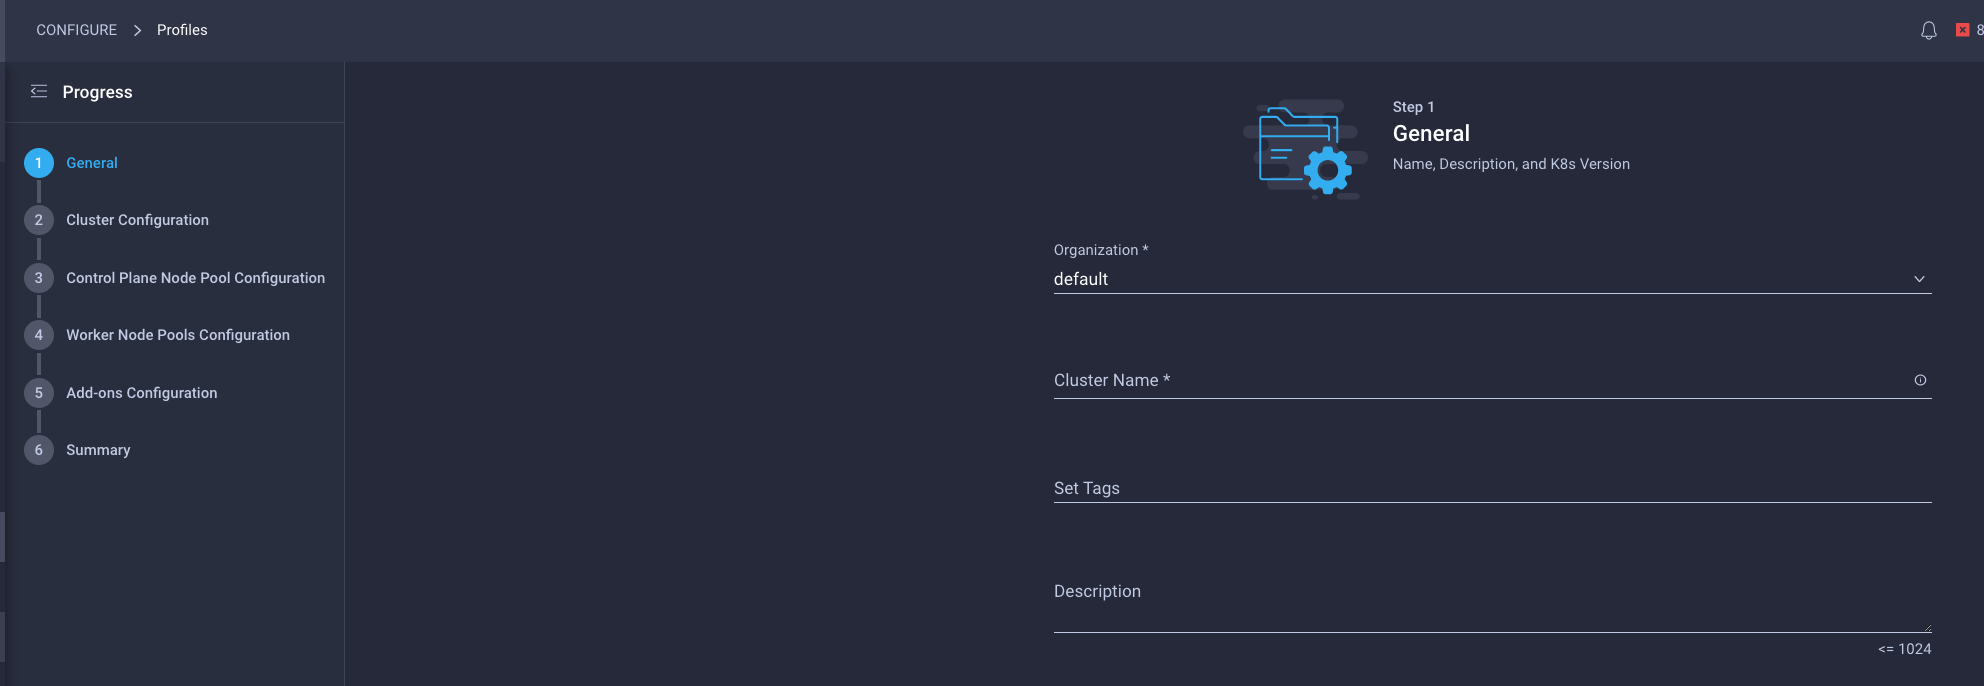 CONFIGURE > Profiles
8
Progress
1 General
2 Cluster Configuration
3 Control Plane Node Pool Configuration
4 Worker Node Pools Configuration
5 Add-ons Configuration
6 Summary
Step 1
General
Name, Description, and K8s Version
Organization *
default
Cluster Name *
Set Tags
Description
<= 1024